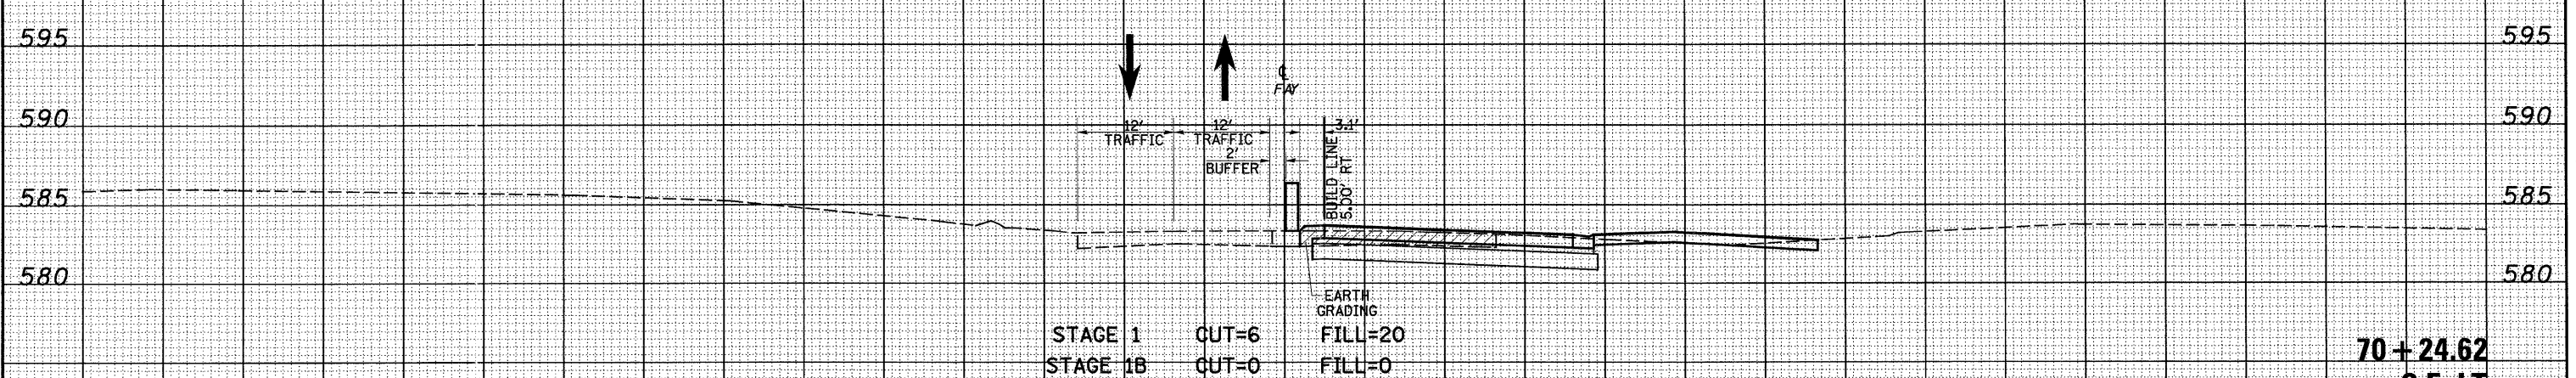 595 595
℄
FAY
590 590
12' 12' 3.1'
TRAFFIC TRAFFIC
2'
BUFFER
BUILD LINE
5.00' RT
585 585
580 580
EARTH
GRADING
STAGE 1 CUT=6 FILL=20
STAGE 1B CUT=0 FILL=0
70 + 24.62